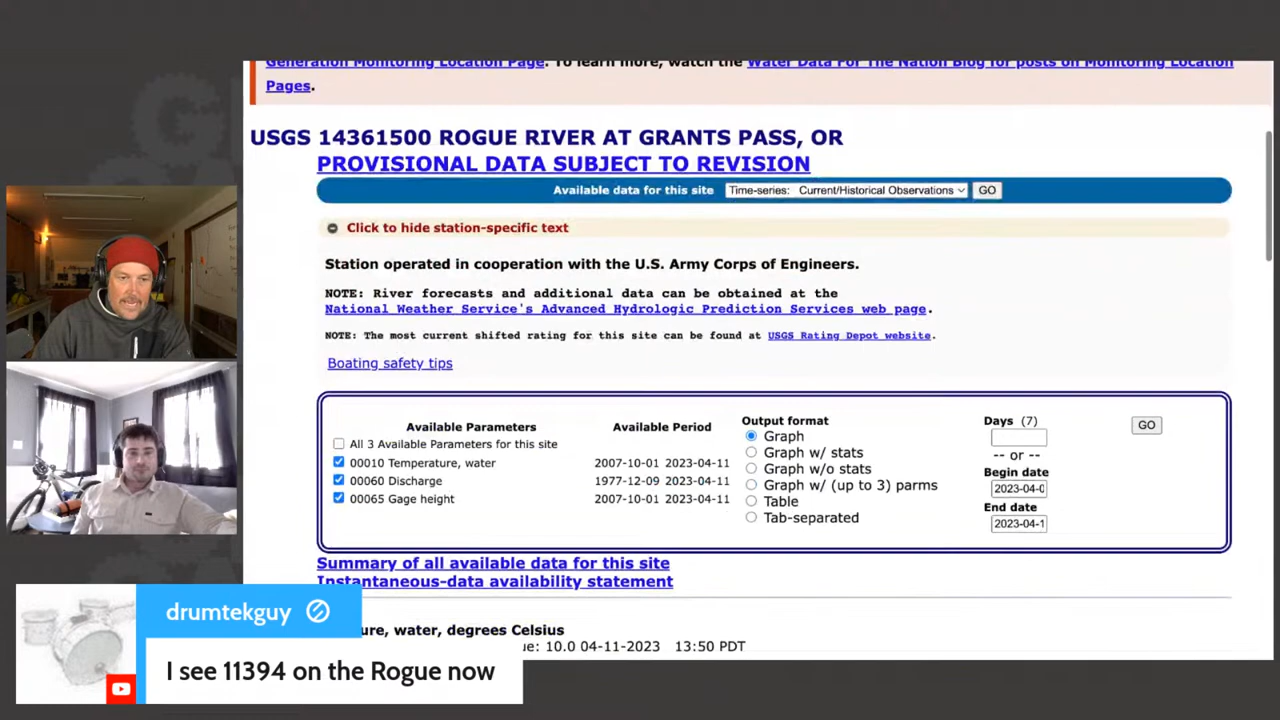 Generation Monitoring Location Page. To learn more, watch the Water Data For The Nation Blog for posts on Monitoring Location
Pages.
USGS 14361500 ROGUE RIVER AT GRANTS PASS, OR
PROVISIONAL DATA SUBJECT TO REVISION
Available data for this site Time-series: Current/Historical Observations GO
Click to hide station-specific text
Station operated in cooperation with the U.S. Army Corps of Engineers.
NOTE: River forecasts and additional data can be obtained at the
National Weather Service's Advanced Hydrologic Prediction Services web page.
NOTE: The most current shifted rating for this site can be found at USGS Rating Depot website.
Boating safety tips
Available Parameters Available Period
All 3 Available Parameters for this site
00010 Temperature, water 2007-10-01 2023-04-11
00060 Discharge 1977-12-09 2023-04-11
00065 Gage height 2007-10-01 2023-04-11
Output format
Graph
Graph w/ stats
Graph w/o stats
Graph w/ (up to 3) parms
Table
Tab-separated
Days (7)
-- or --
Begin date
2023-04-0
End date
2023-04-1
GO
Summary of all available data for this site
Instantaneous-data availability statement
ure, water, degrees Celsius
ue: 10.0 04-11-2023 13:50 PDT
drumtekguy
I see 11394 on the Rogue now